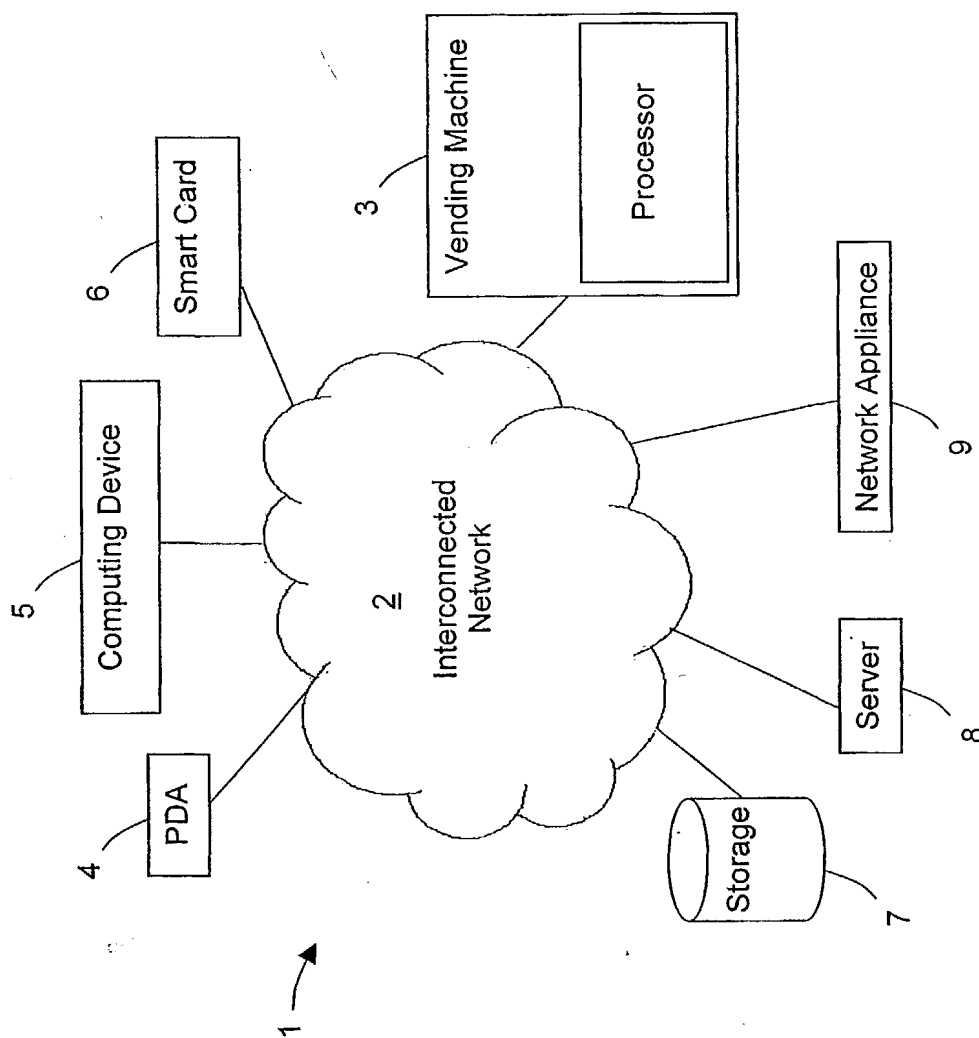 1
4
PDA
5
Computing Device
6
Smart Card
3
Vending Machine
Processor
2
Interconnected
Network
Storage
7
Server
8
Network Appliance
9